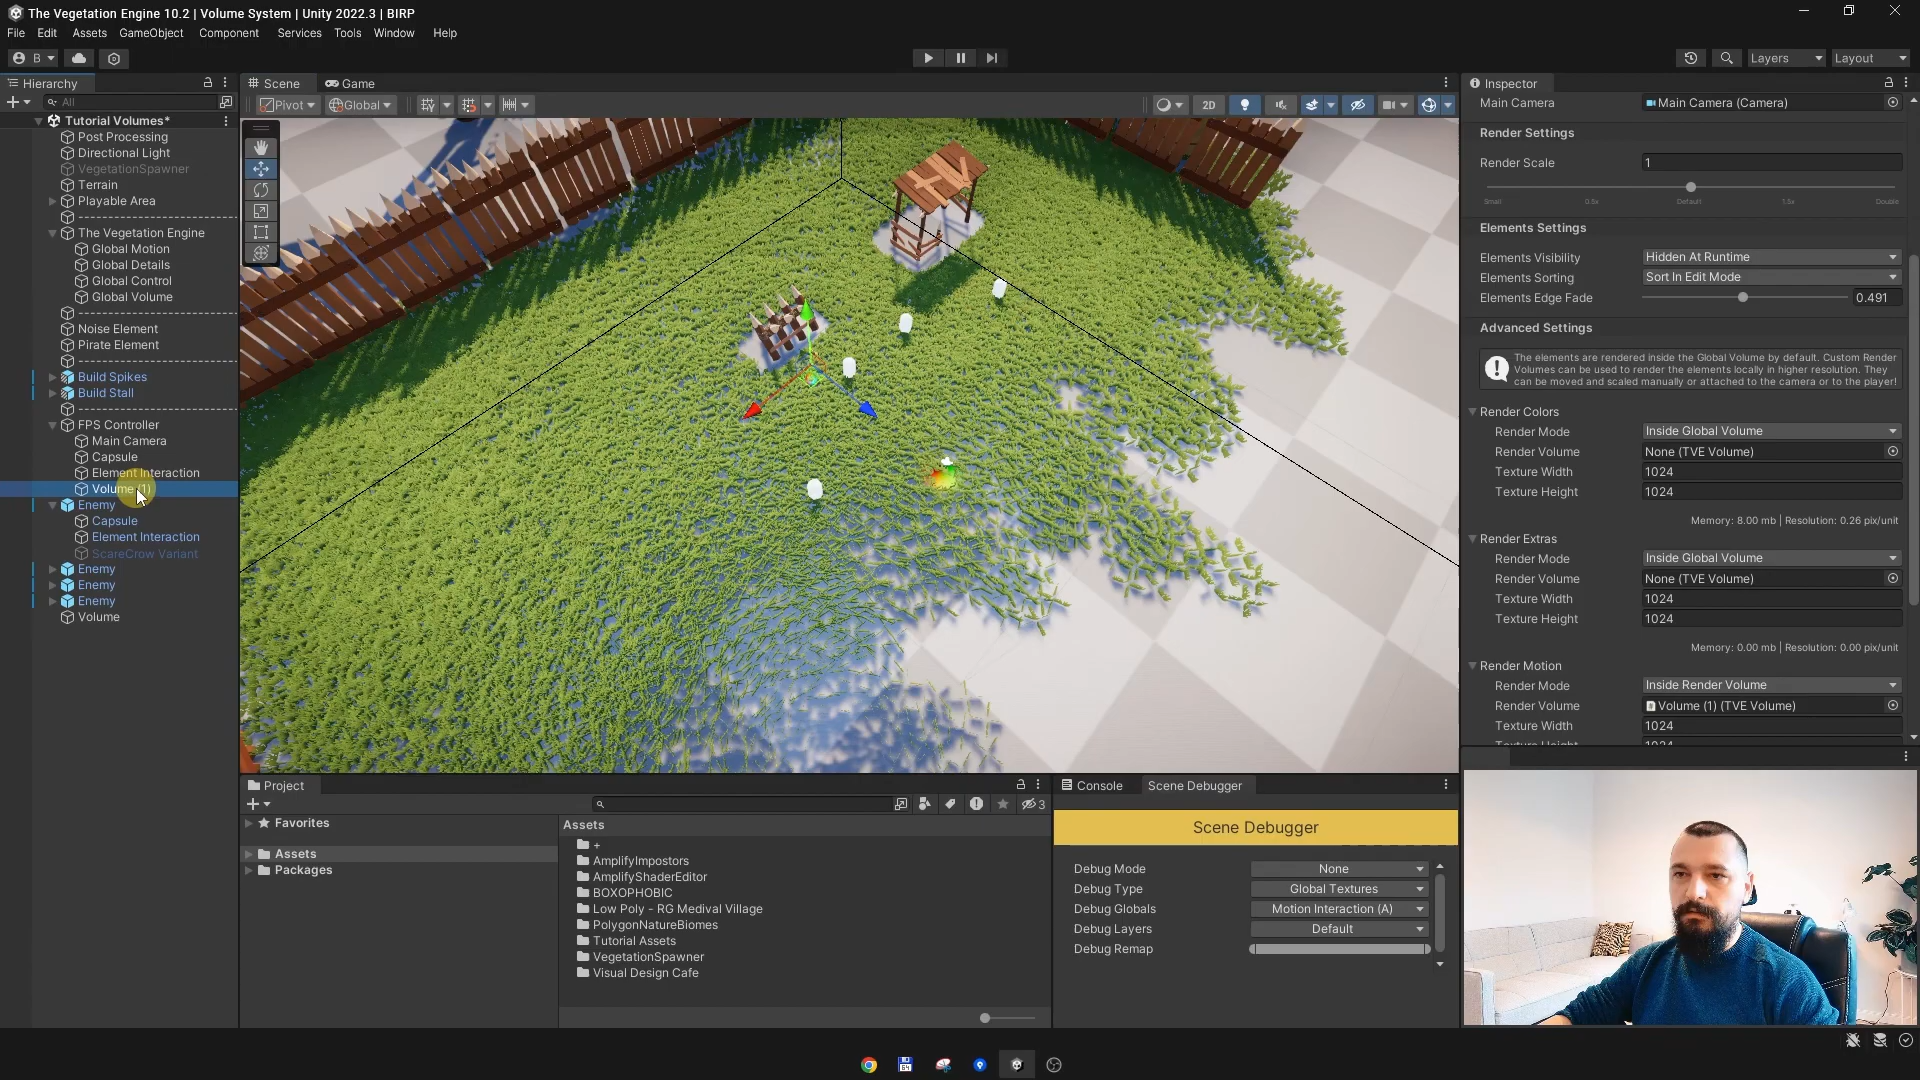 The Vegetation Engine 10.2 | Volume System | Unity 2022.3 | BIRP
File Edit Assets GameObject Component Services Tools Window Help
B Layers Layout
Hierarchy
All
Tutorial Volumes*
Post Processing
Directional Light
VegetationSpawner
Terrain
Playable Area
The Vegetation Engine
Global Motion
Global Details
Global Control
Global Volume
Noise Element
Pirate Element
Build Spikes
Build Stall
FPS Controller
Main Camera
Capsule
Element Interaction
Volume (1)
Enemy
Capsule
Element Interaction
ScareCrow Variant
Enemy
Enemy
Enemy
Volume
Scene Game
Pivot Global 2D
Inspector
Main Camera Main Camera (Camera)
Render Settings
Render Scale 1
Small 0.5x Default 1.5x Double
Elements Settings
Elements Visibility Hidden At Runtime
Elements Sorting Sort In Edit Mode
Elements Edge Fade 0.491
Advanced Settings
The elements are rendered inside the Global Volume by default. Custom Render
Volumes can be used to render the elements locally in higher resolution. They
can be moved and scaled manually or attached to the camera or to the player!
Render Colors
Render Mode Inside Global Volume
Render Volume None (TVE Volume)
Texture Width 1024
Texture Height 1024
Memory: 8.00 mb | Resolution: 0.26 pix/unit
Render Extras
Render Mode Inside Global Volume
Render Volume None (TVE Volume)
Texture Width 1024
Texture Height 1024
Memory: 0.00 mb | Resolution: 0.00 pix/unit
Render Motion
Render Mode Inside Render Volume
Render Volume Volume (1) (TVE Volume)
Texture Width 1024
Texture Height 1024
Project
3
Favorites
Assets
Packages
Assets
+
AmplifyImpostors
AmplifyShaderEditor
BOXOPHOBIC
Low Poly - RG Medival Village
PolygonNatureBiomes
Tutorial Assets
VegetationSpawner
Visual Design Cafe
Console Scene Debugger
Scene Debugger
Debug Mode None
Debug Type Global Textures
Debug Globals Motion Interaction (A)
Debug Layers Default
Debug Remap